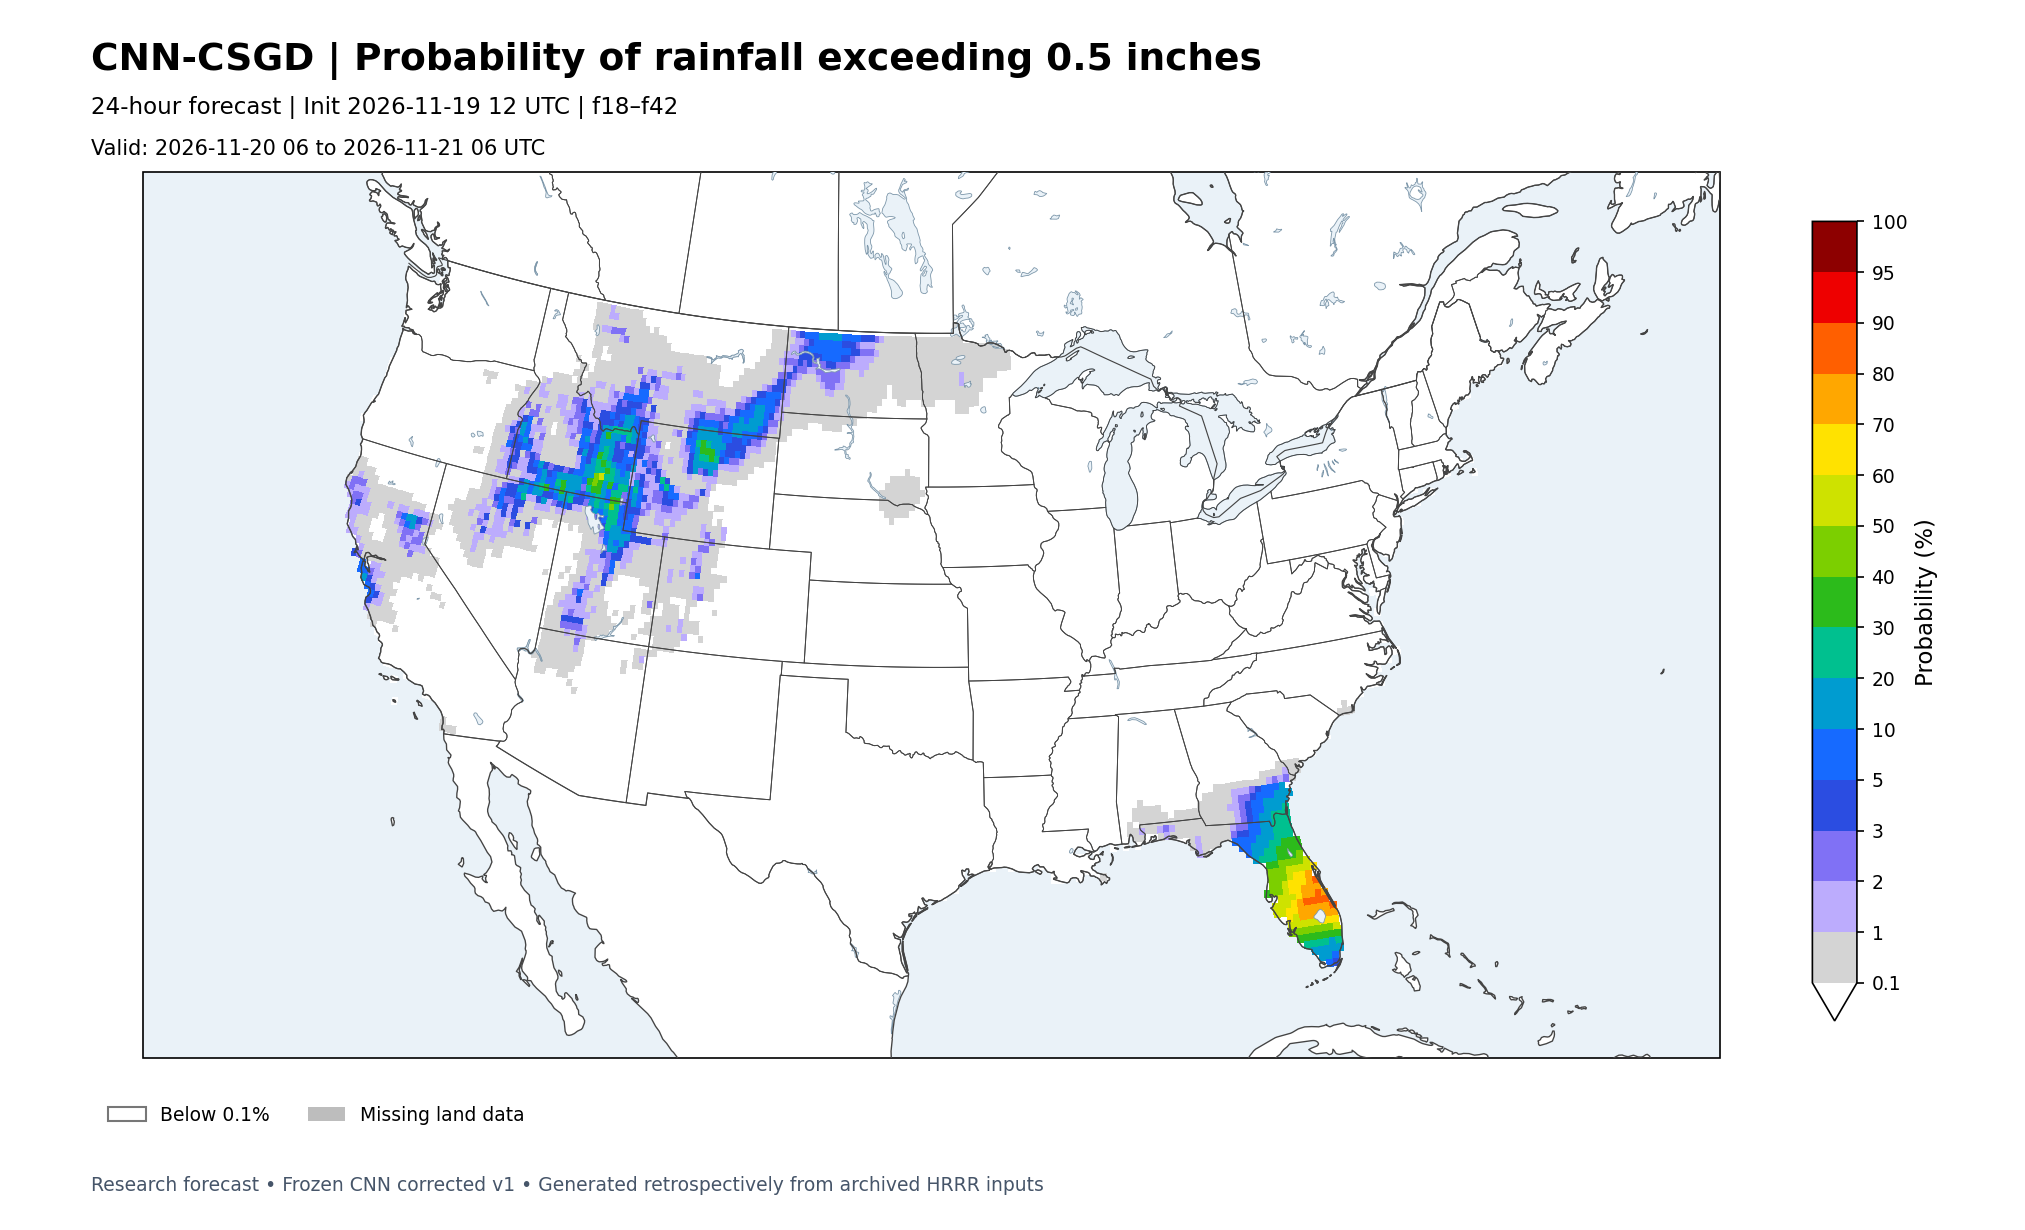 CNN-CSGD | Probability of rainfall exceeding 0.5 inches
24-hour forecast | Init 2026-11-19 12 UTC | f18–f42
Valid: 2026-11-20 06 to 2026-11-21 06 UTC
100
95
90
80
70
60
50
40
30
20
10
5
3
2
1
0.1
Probability (%)
Below 0.1%
Missing land data
Research forecast • Frozen CNN corrected v1 • Generated retrospectively from archived HRRR inputs